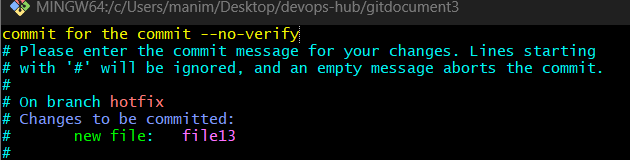 MINGW64:/c/Users/manim/Desktop/devops-hub/gitdocument3
commit for the commit --no-verify
# Please enter the commit message for your changes. Lines starting
# with '#' will be ignored, and an empty message aborts the commit.
#
# On branch hotfix
# Changes to be committed:
#       new file:   file13
#